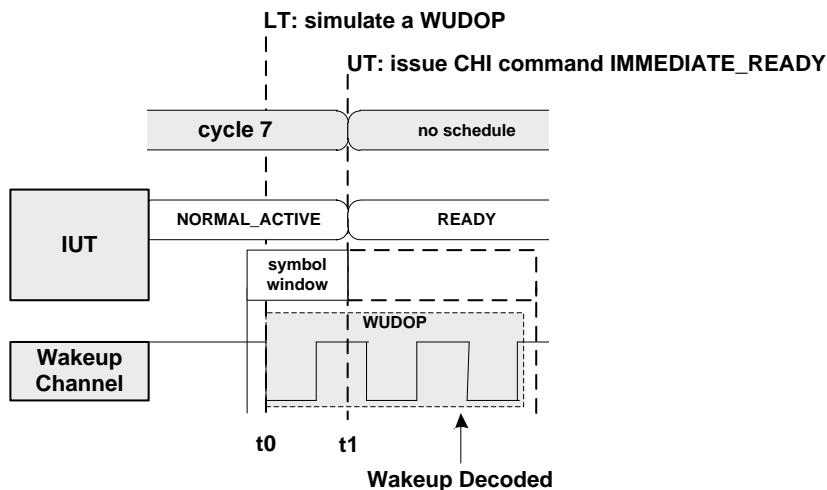 LT: simulate a WUDOP
UT: issue CHI command IMMEDIATE_READY
cycle 7
no schedule
IUT
NORMAL_ACTIVE
READY
symbol
window
WUDOP
Wakeup
Channel
t0
t1
Wakeup Decoded